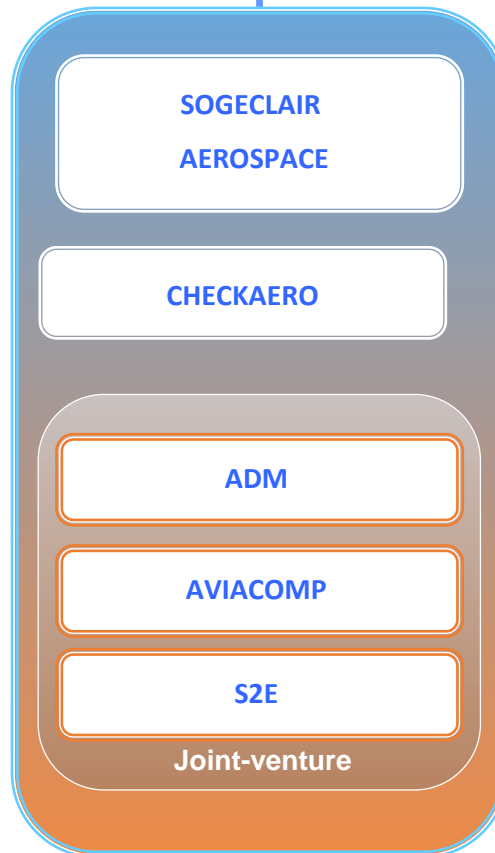 SOGECLAIR
AEROSPACE
CHECKAERO
ADM
AVIACOMP
S2E
Joint-venture